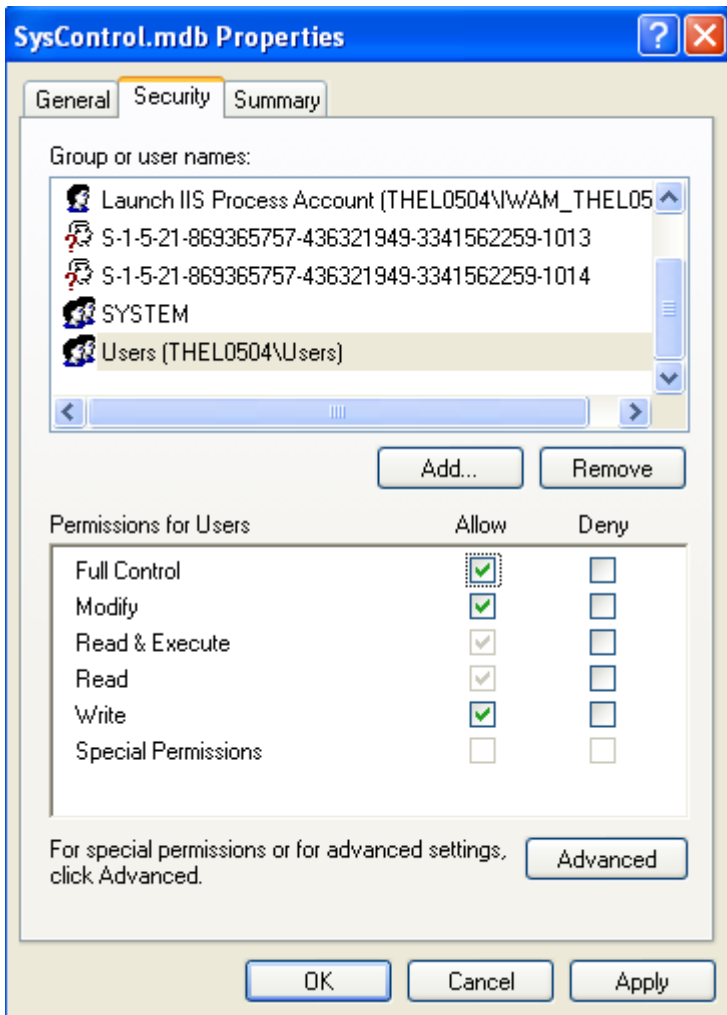 SysControl.mdb Properties
General Security Summary
Group or user names:
Launch IIS Process Account (THEL0504\IWAM_THEL05
S-1-5-21-869365757-436321949-3341562259-1013
S-1-5-21-869365757-436321949-3341562259-1014
SYSTEM
Users (THEL0504\Users)
Add... Remove
Permissions for Users Allow Deny
Full Control
Modify
Read & Execute
Read
Write
Special Permissions
For special permissions or for advanced settings,
click Advanced.
Advanced
OK Cancel Apply